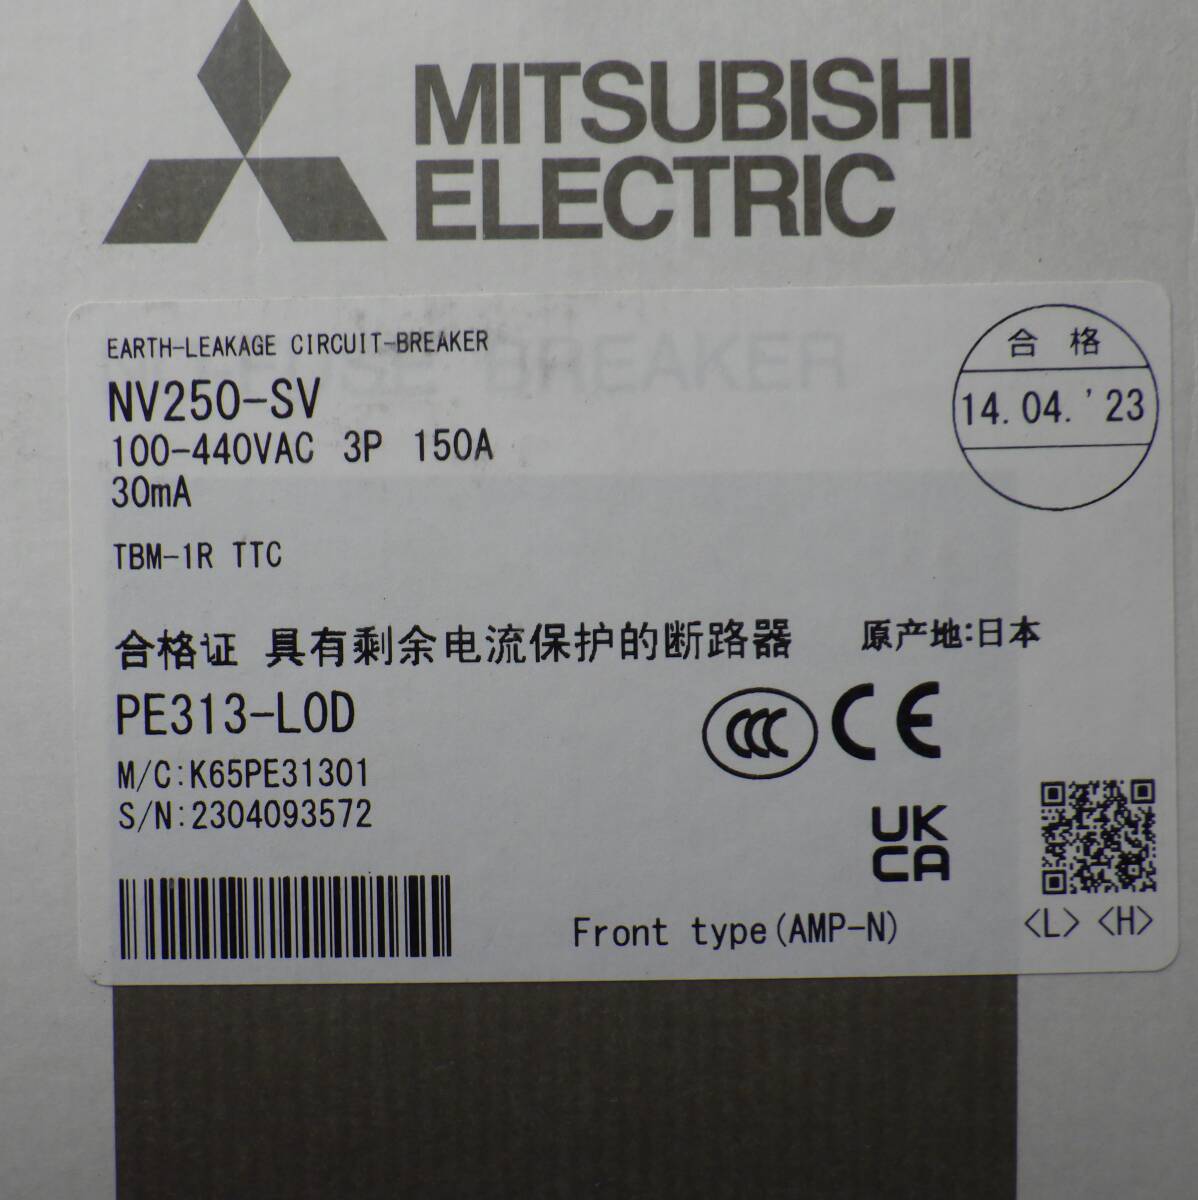 MITSUBISHI
ELECTRIC
EARTH-LEAKAGE CIRCUIT-BREAKER
NV250-SV
100-440VAC 3P 150A
30mA
TBM-1R TTC
合格
14.04.'23
合格证 具有剩余电流保护的断路器 原产地:日本
PE313-L0D
M/C:K65PE31301
S/N:2304093572
CCC CE
UK
CA
Front type(AMP-N)
<L> <H>